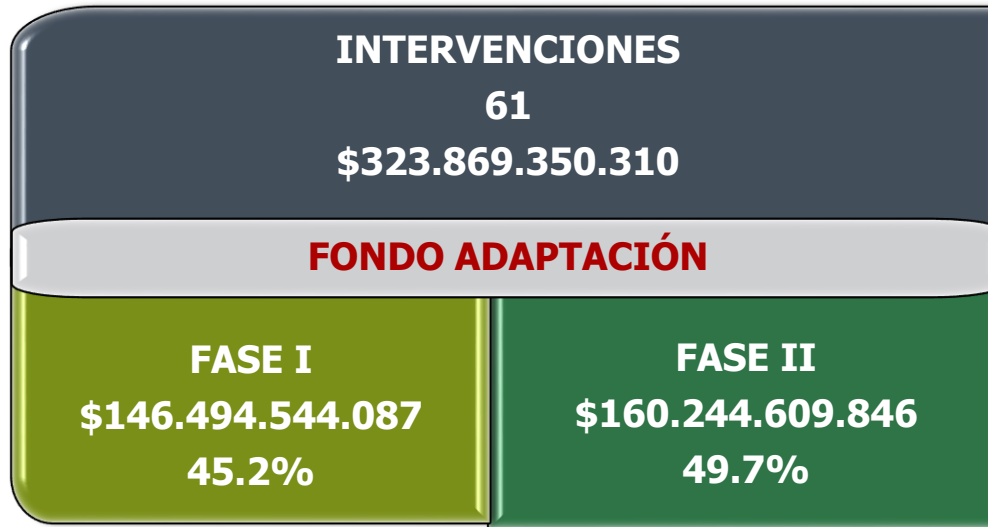 INTERVENCIONES
61
$323.869.350.310
FONDO ADAPTACIÓN
FASE I
$146.494.544.087
45.2%
FASE II
$160.244.609.846
49.7%